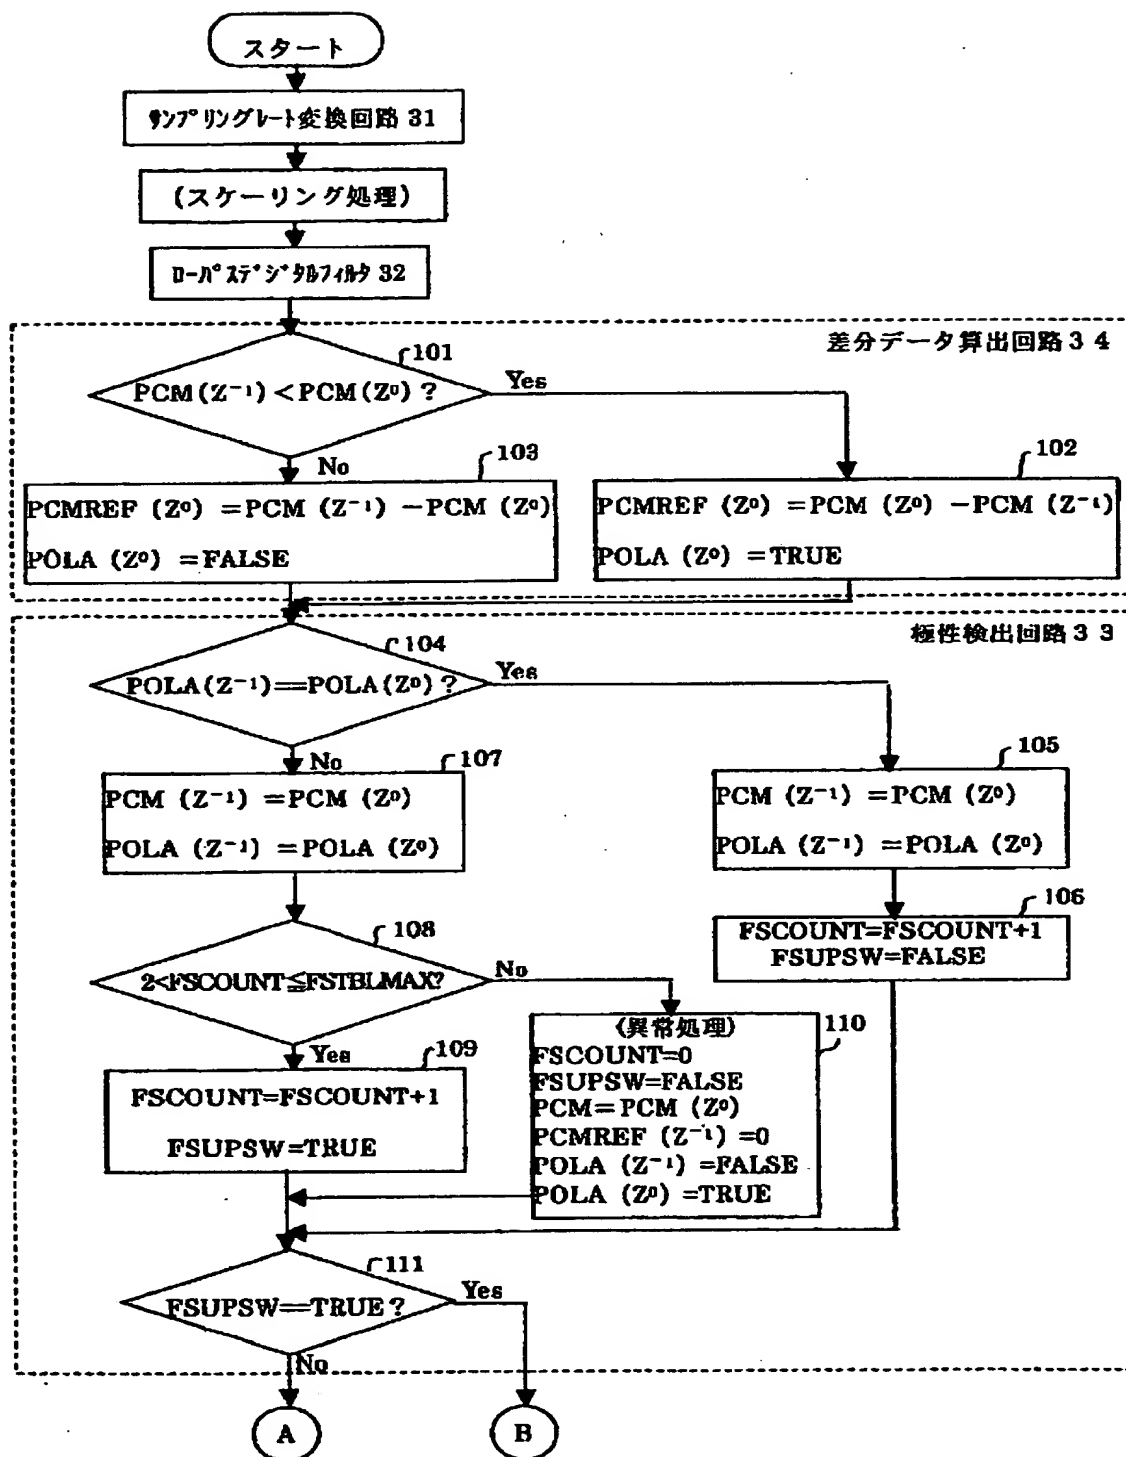 スタート
サンプリングレート変換回路 31
(スケーリング処理)
ローパスデジタルフィルタ 32
差分データ算出回路３４
101
PCM(Z⁻¹)<PCM(Z⁰)?
Yes
No
103
PCMREF (Z⁰) =PCM (Z⁻¹) −PCM (Z⁰)
POLA (Z⁰) =FALSE
102
PCMREF (Z⁰) =PCM (Z⁰) −PCM (Z⁻¹)
POLA (Z⁰) =TRUE
極性検出回路３３
104
POLA(Z⁻¹)==POLA(Z⁰)?
Yes
No
107
PCM (Z⁻¹) =PCM (Z⁰)
POLA (Z⁻¹) =POLA (Z⁰)
105
PCM (Z⁻¹) =PCM (Z⁰)
POLA (Z⁻¹) =POLA (Z⁰)
106
FSCOUNT=FSCOUNT+1
FSUPSW=FALSE
108
2<FSCOUNT≦FSTBLMAX?
No
Yes
109
FSCOUNT=FSCOUNT+1
FSUPSW=TRUE
110
(異常処理)
FSCOUNT=0
FSUPSW=FALSE
PCM=PCM (Z⁰)
PCMREF (Z⁻¹) =0
POLA (Z⁻¹) =FALSE
POLA (Z⁰) =TRUE
111
FSUPSW==TRUE?
Yes
No
A
B